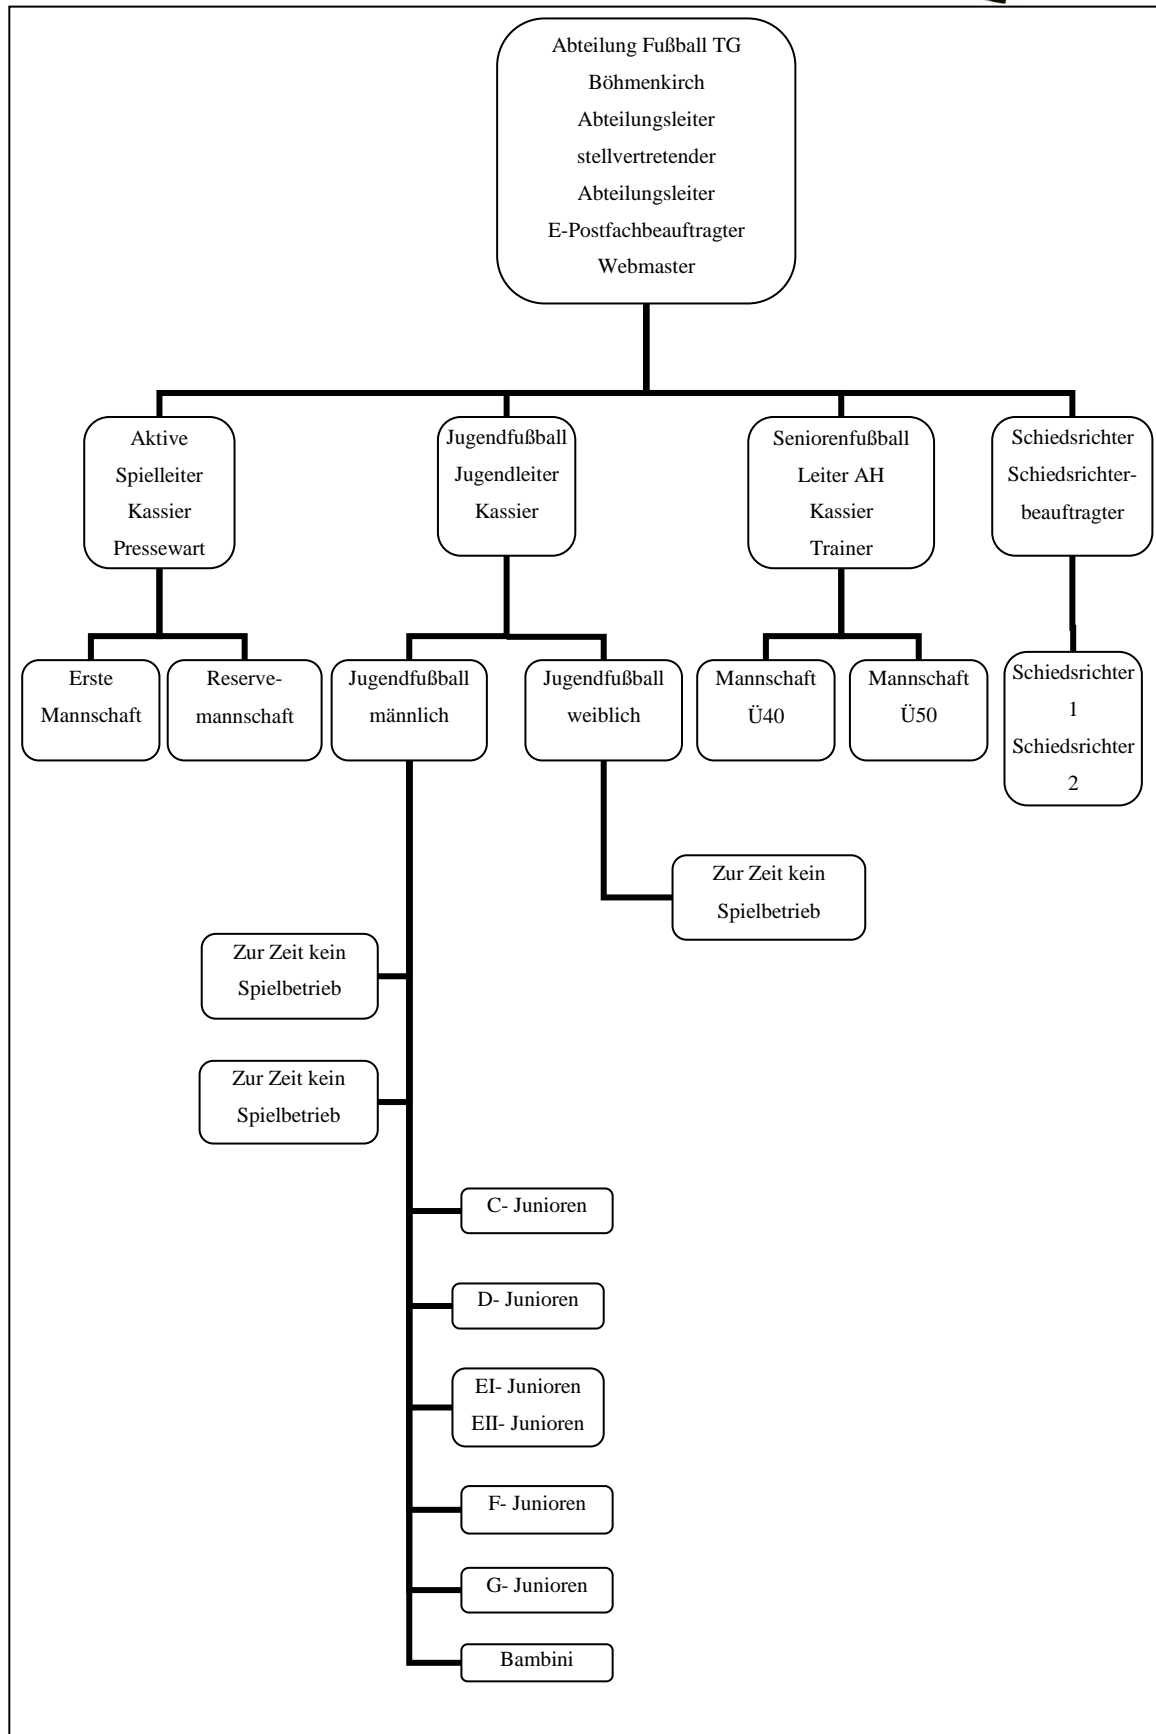 Abteilung Fußball TG
Böhmenkirch
Abteilungsleiter
stellvertretender
Abteilungsleiter
E-Postfachbeauftragter
Webmaster
Aktive
Spielleiter
Kassier
Pressewart
Jugendfußball
Jugendleiter
Kassier
Seniorenfußball
Leiter AH
Kassier
Trainer
Schiedsrichter
Schiedsrichter-
beauftragter
Erste
Mannschaft
Reserve-
mannschaft
Jugendfußball
männlich
Jugendfußball
weiblich
Mannschaft
Ü40
Mannschaft
Ü50
Schiedsrichter
1
Schiedsrichter
2
Zur Zeit kein
Spielbetrieb
Zur Zeit kein
Spielbetrieb
Zur Zeit kein
Spielbetrieb
C- Junioren
D- Junioren
EI- Junioren
EII- Junioren
F- Junioren
G- Junioren
Bambini